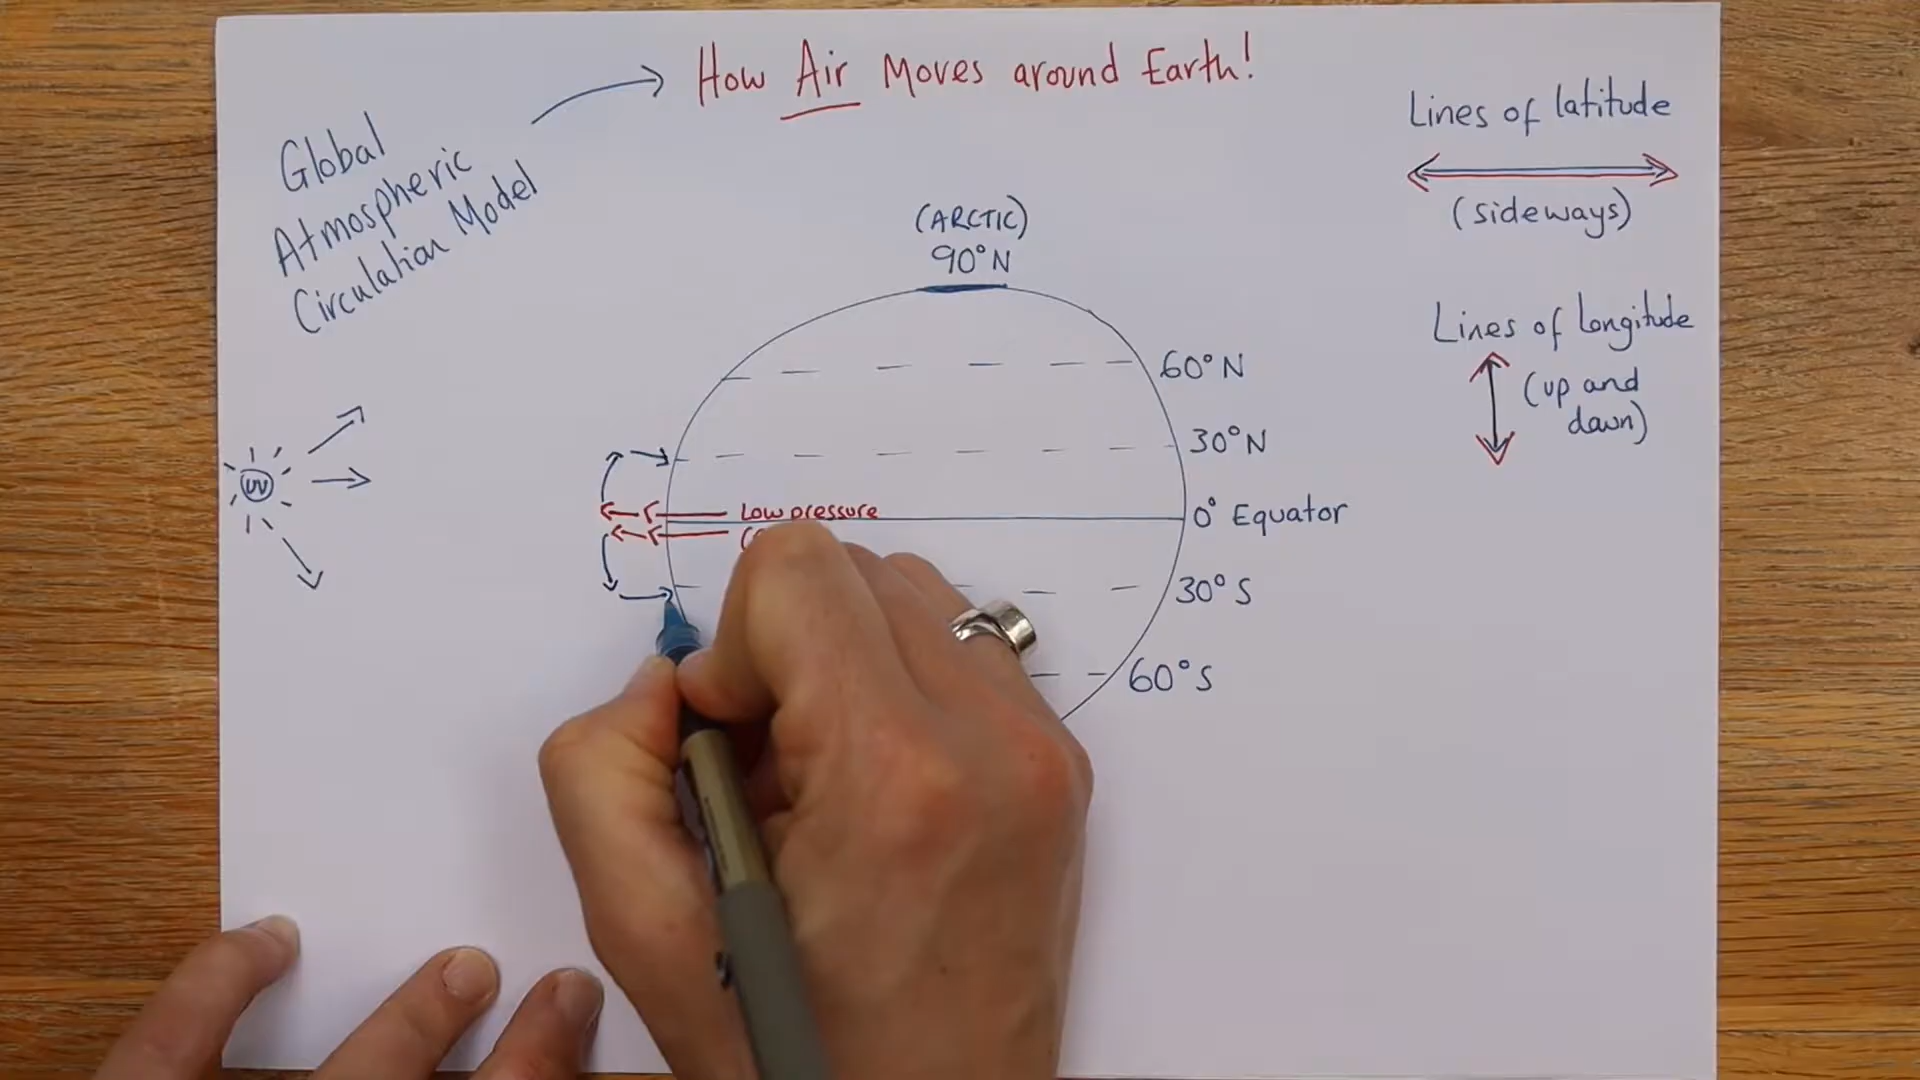 How Air Moves around Earth!
Global
Atmospheric
Circulation Model
Lines of latitude
(sideways)
Lines of longitude
(up and
down)
(ARCTIC)
90°N
60°N
30°N
0° Equator
30°S
60°S
Low pressure
UV